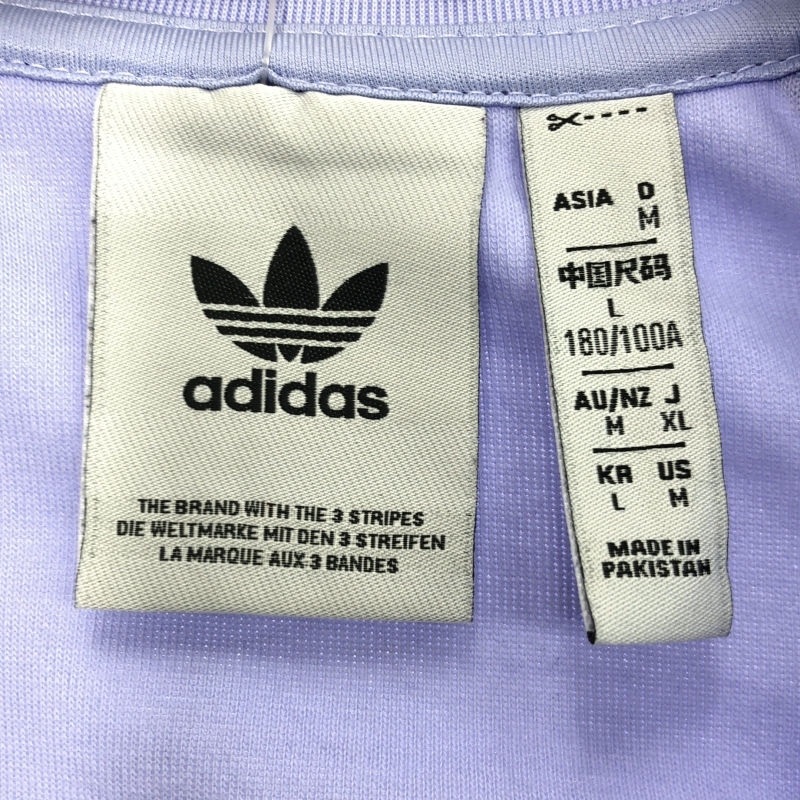 adidas
THE BRAND WITH THE 3 STRIPES
DIE WELTMARKE MIT DEN 3 STREIFEN
LA MARQUE AUX 3 BANDES
ASIA D
M
中国尺码
L
180/100A
AU/NZ J
M XL
KR US
L M
MADE IN
PAKISTAN